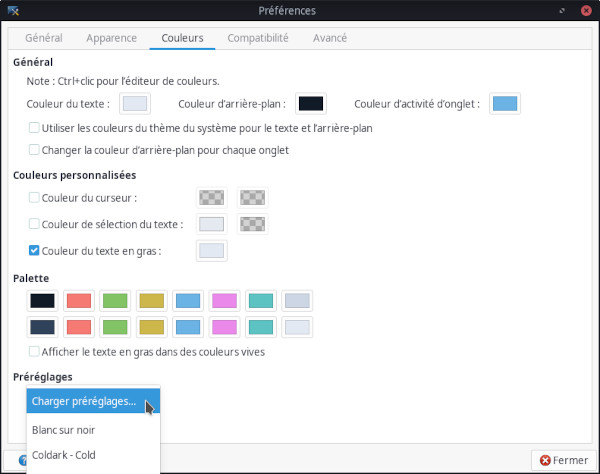 Préférences
Général Apparence Couleurs Compatibilité Avancé
Général
Note : Ctrl+clic pour l'éditeur de couleurs.
Couleur du texte : Couleur d'arrière-plan : Couleur d'activité d'onglet :
Utiliser les couleurs du thème du système pour le texte et l'arrière-plan
Changer la couleur d'arrière-plan pour chaque onglet
Couleurs personnalisées
Couleur du curseur :
Couleur de sélection du texte :
Couleur du texte en gras :
Palette
Afficher le texte en gras dans des couleurs vives
Préréglages
Charger préréglages...
Blanc sur noir
Coldark - Cold
Fermer